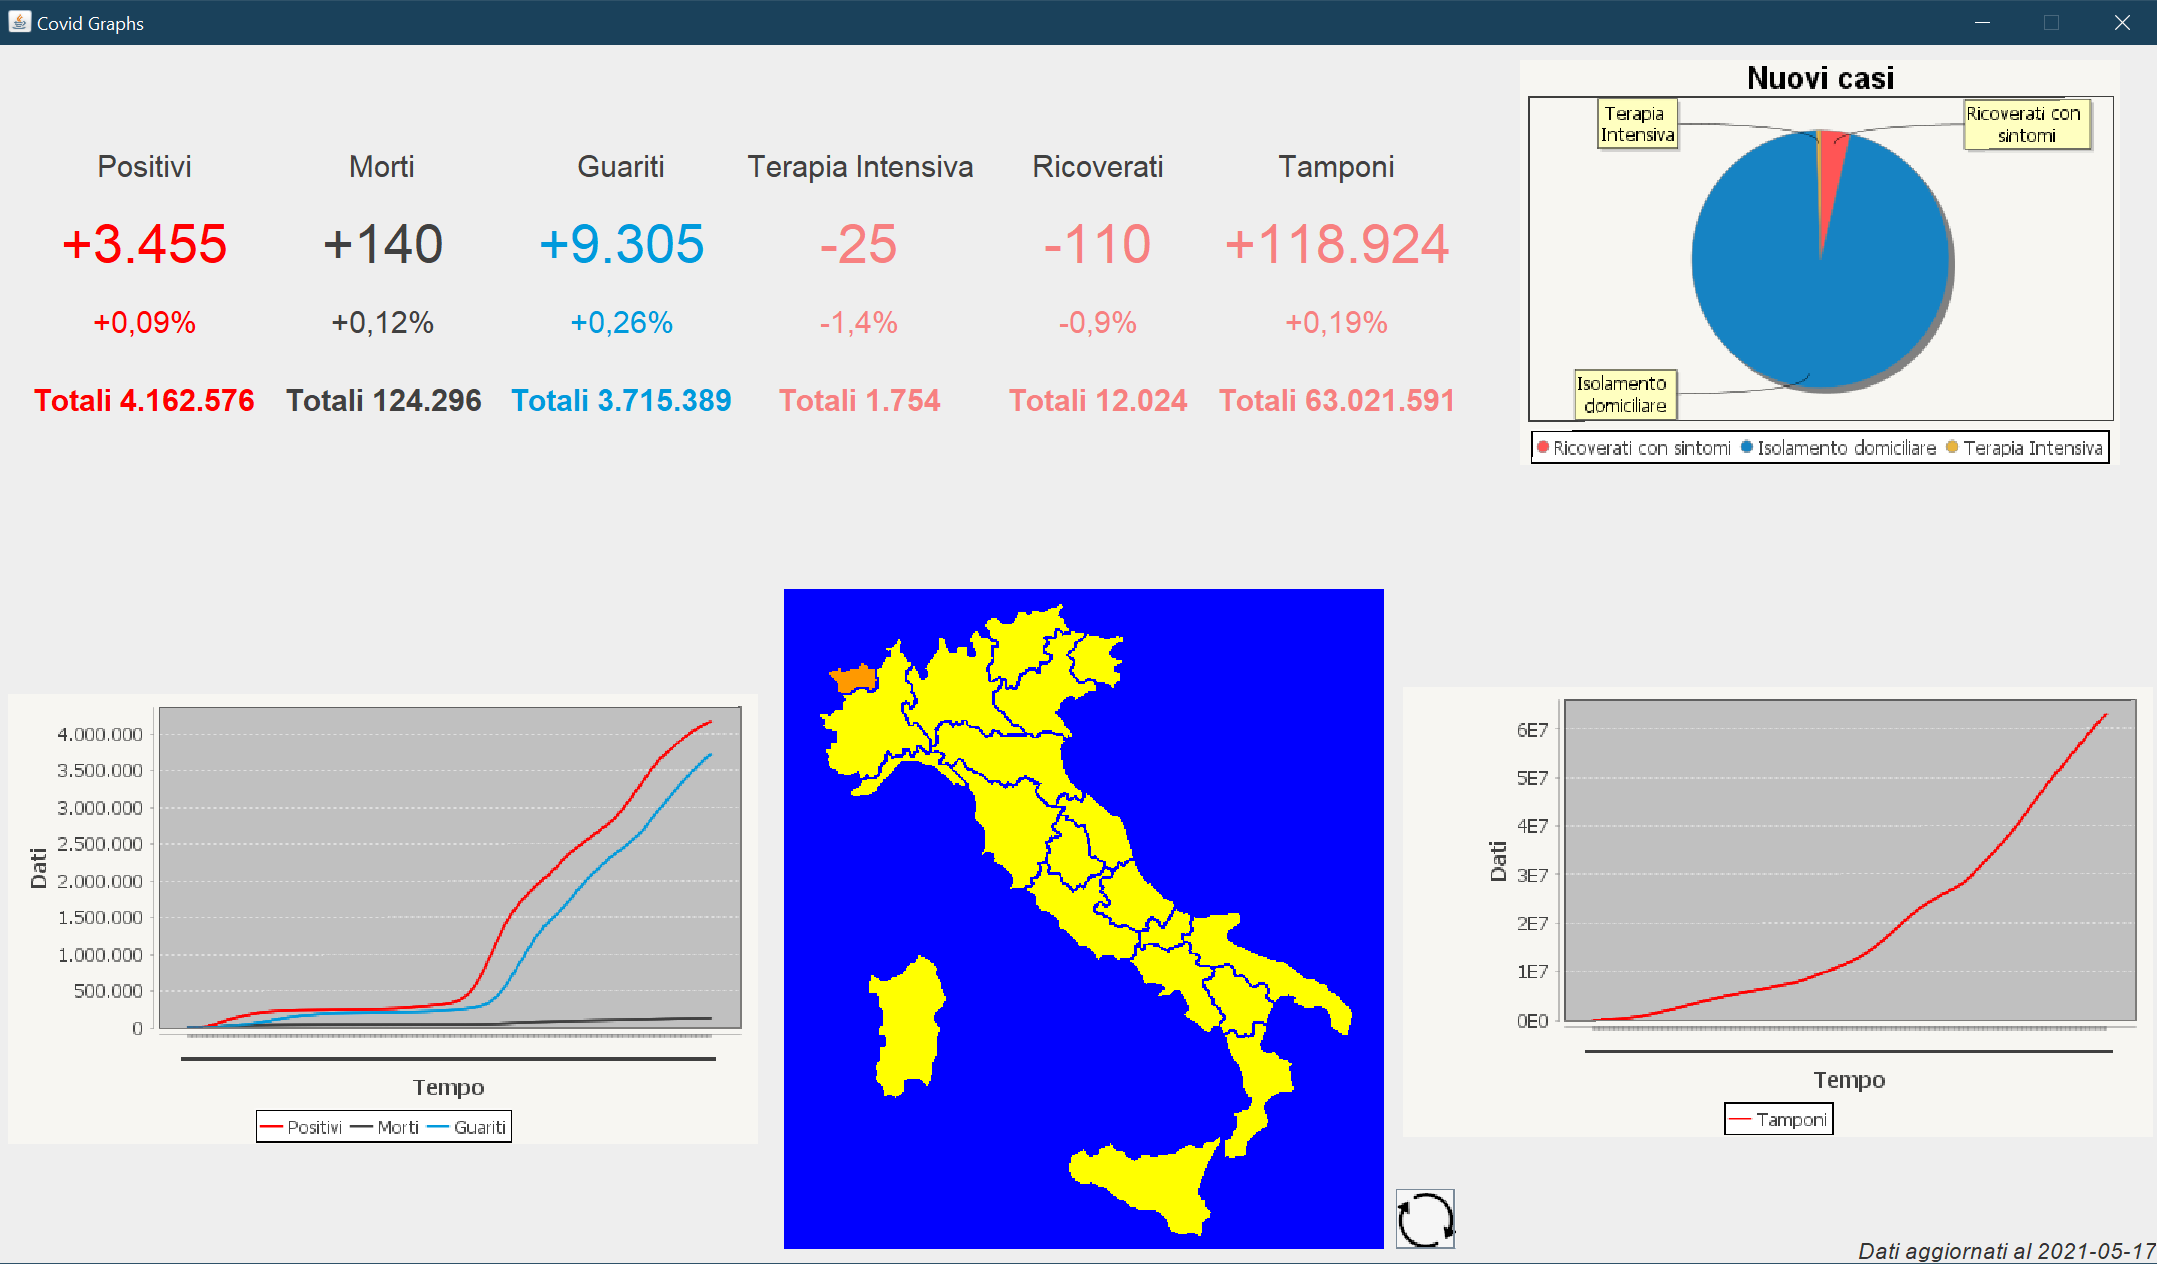 Covid Graphs
Positivi Morti Guariti Terapia Intensiva Ricoverati Tamponi
+3.455 +140 +9.305 -25 -110 +118.924
+0,09% +0,12% +0,26% -1,4% -0,9% +0,19%
Totali 4.162.576 Totali 124.296 Totali 3.715.389 Totali 1.754 Totali 12.024 Totali 63.021.591
Nuovi casi
Terapia
Intensiva
Ricoverati con
sintomi
Isolamento
domiciliare
Ricoverati con sintomi Isolamento domiciliare Terapia Intensiva
Dati
4.000.000
3.500.000
3.000.000
2.500.000
2.000.000
1.500.000
1.000.000
500.000
0
Tempo
Positivi Morti Guariti
Dati
6E7
5E7
4E7
3E7
2E7
1E7
0E0
Tempo
Tamponi
Dati aggiornati al 2021-05-17